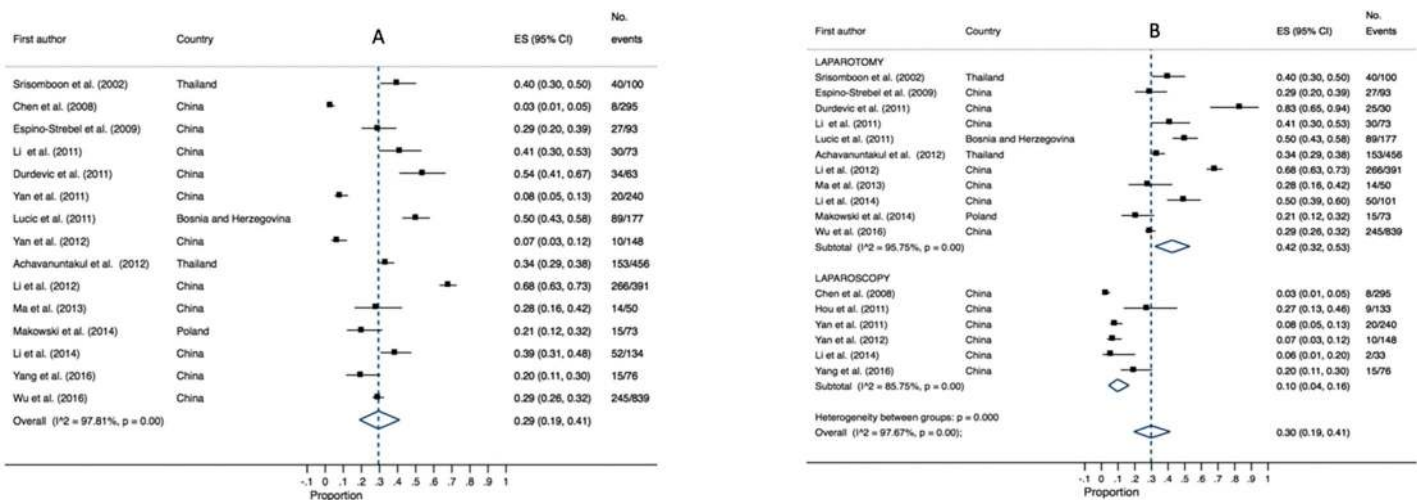 A
No.
First author Country ES (95% CI) events
Srisomboon et al. (2002) Thailand 0.40 (0.30, 0.50) 40/100
Chen et al. (2008) China 0.03 (0.01, 0.05) 8/295
Espino-Strebel et al. (2009) China 0.29 (0.20, 0.39) 27/93
Li et al. (2011) China 0.41 (0.30, 0.53) 30/73
Durdevic et al. (2011) China 0.54 (0.41, 0.67) 34/63
Yan et al. (2011) China 0.08 (0.05, 0.13) 20/240
Lucic et al. (2011) Bosnia and Herzegovina 0.50 (0.43, 0.58) 89/177
Yan et al. (2012) China 0.07 (0.03, 0.12) 10/148
Achavanuntakul et al. (2012) Thailand 0.34 (0.29, 0.38) 153/456
Li et al. (2012) China 0.68 (0.63, 0.73) 266/391
Ma et al. (2013) China 0.28 (0.16, 0.42) 14/50
Makowski et al. (2014) Poland 0.21 (0.12, 0.32) 15/73
Li et al. (2014) China 0.39 (0.31, 0.48) 52/134
Yang et al. (2016) China 0.20 (0.11, 0.30) 15/76
Wu et al. (2016) China 0.29 (0.26, 0.32) 245/839
Overall (I^2 = 97.81%, p = 0.00) 0.29 (0.19, 0.41)
-.1 0 .1 .2 .3 .4 .5 .6 .7 .8 .9 1
Proportion
B
No.
First author Country ES (95% CI) Events
LAPAROTOMY
Srisomboon et al. (2002) Thailand 0.40 (0.30, 0.50) 40/100
Espino-Strebel et al. (2009) China 0.29 (0.20, 0.39) 27/93
Durdevic et al. (2011) China 0.83 (0.65, 0.94) 25/30
Li et al. (2011) China 0.41 (0.30, 0.53) 30/73
Lucic et al. (2011) Bosnia and Herzegovina 0.50 (0.43, 0.58) 89/177
Achavanuntakul et al. (2012) Thailand 0.34 (0.29, 0.38) 153/456
Li et al. (2012) China 0.68 (0.63, 0.73) 266/391
Ma et al. (2013) China 0.28 (0.16, 0.42) 14/50
Li et al. (2014) China 0.50 (0.39, 0.60) 50/101
Makowski et al. (2014) Poland 0.21 (0.12, 0.32) 15/73
Wu et al. (2016) China 0.29 (0.26, 0.32) 245/839
Subtotal (I^2 = 95.75%, p = 0.00) 0.42 (0.32, 0.53)
LAPAROSCOPY
Chen et al. (2008) China 0.03 (0.01, 0.05) 8/295
Hou et al. (2011) China 0.27 (0.13, 0.46) 9/133
Yan et al. (2011) China 0.08 (0.05, 0.13) 20/240
Yan et al. (2012) China 0.07 (0.03, 0.12) 10/148
Li et al. (2014) China 0.06 (0.01, 0.20) 2/33
Yang et al. (2016) China 0.20 (0.11, 0.30) 15/76
Subtotal (I^2 = 85.75%, p = 0.00) 0.10 (0.04, 0.16)
Heterogeneity between groups: p = 0.000
Overall (I^2 = 97.67%, p = 0.00); 0.30 (0.19, 0.41)
-.1 0 .1 .2 .3 .4 .5 .6 .7 .8 .9 1
Proportion